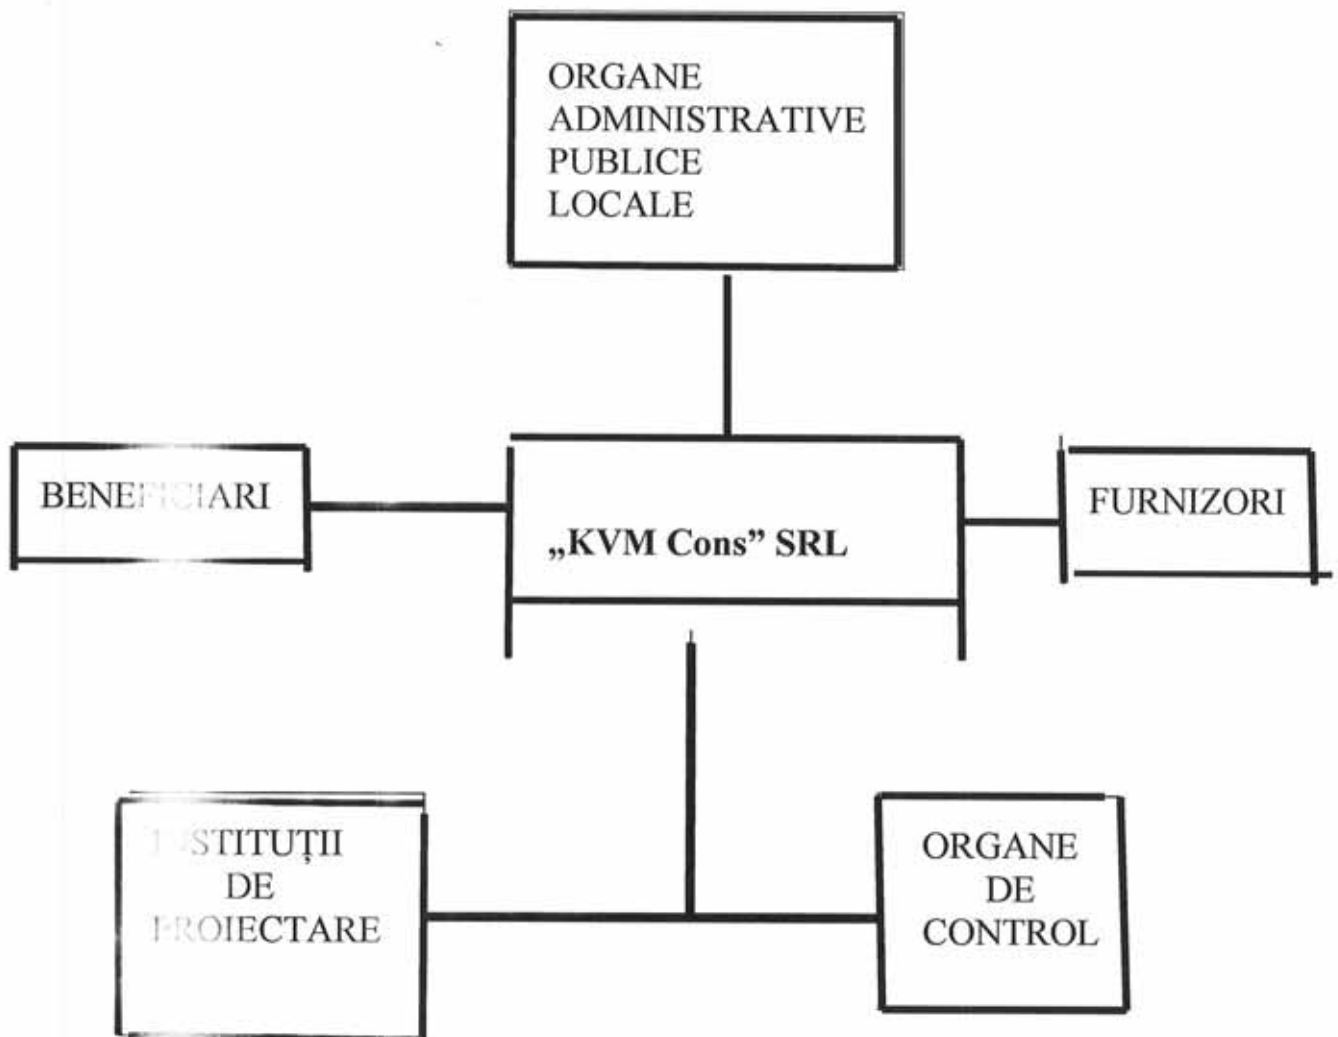 ORGANE
ADMINISTRATIVE
PUBLICE
LOCALE
BENEFICIARI
„KVM Cons” SRL
FURNIZORI
INSTITUȚII
DE
PROIECTARE
ORGANE
DE
CONTROL